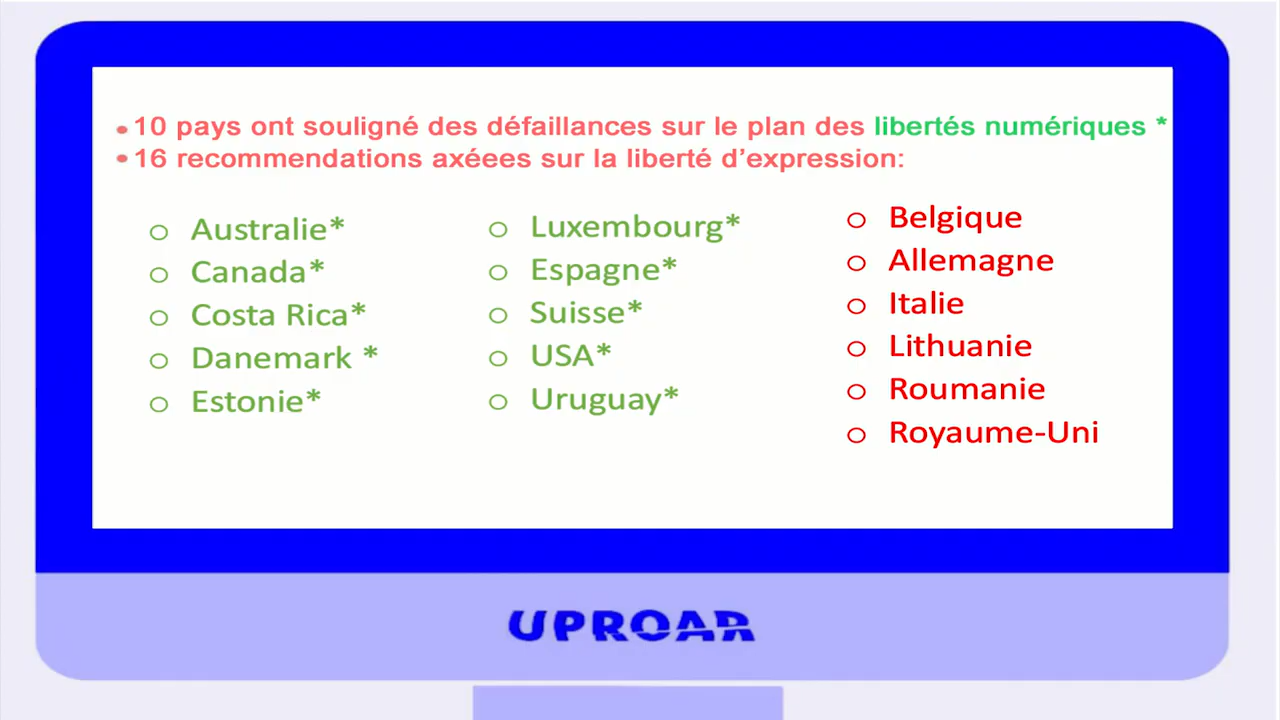 • 10 pays ont souligné des défaillances sur le plan des libertés numériques *
• 16 recommendations axéees sur la liberté d'expression:
o Australie*
o Canada*
o Costa Rica*
o Danemark *
o Estonie*
o Luxembourg*
o Espagne*
o Suisse*
o USA*
o Uruguay*
o Belgique
o Allemagne
o Italie
o Lithuanie
o Roumanie
o Royaume-Uni
UPROAR